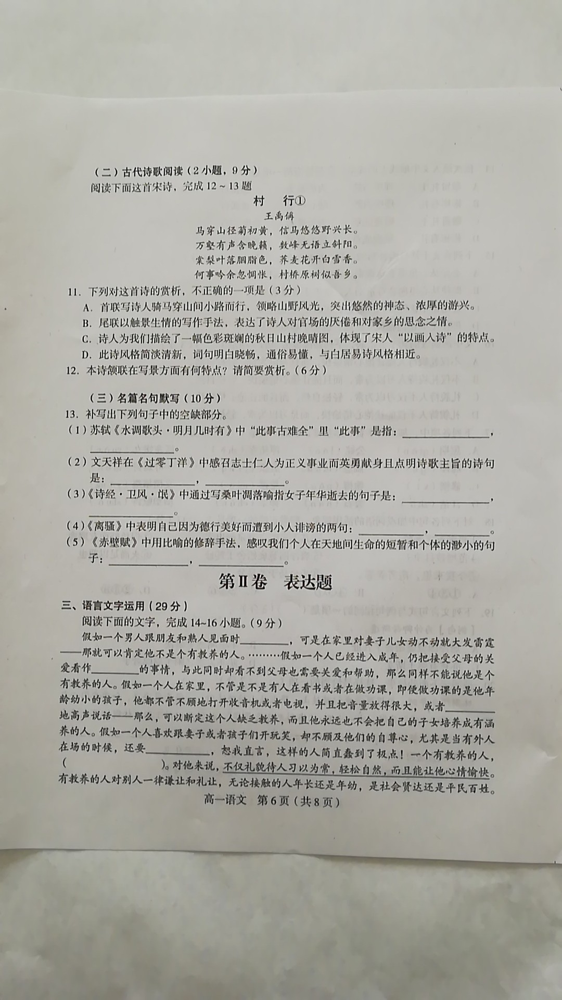 （二）古代诗歌阅读（2小题，9分）
阅读下面这首宋诗，完成12～13题
村 行①
王禹偁
马穿山径菊初黄，信马悠悠野兴长。
万壑有声含晚籁，数峰无语立斜阳。
棠梨叶落胭脂色，荞麦花开白雪香。
何事吟余忽惆怅，村桥原树似吾乡。
11．下列对这首诗的赏析，不正确的一项是（3分）
A．首联写诗人骑马穿山间小路而行，领略山野风光，突出悠然的神态、浓厚的游兴。
B．尾联以触景生情的写作手法，表达了诗人对官场的厌倦和对家乡的思念之情。
C．诗人为我们描绘了一幅色彩斑斓的秋日山村晚晴图，体现了宋人“以画入诗”的特点。
D．此诗风格简淡清新，词句明白晓畅，通俗易懂，与白居易诗风格相近。
12．本诗颔联在写景方面有何特点？请简要赏析。（6分）
（三）名篇名句默写（10分）
13．补写出下列句子中的空缺部分。
（1）苏轼《水调歌头·明月几时有》中“此事古难全”里“此事”是指：____________，
____________。
（2）文天祥在《过零丁洋》中感召志士仁人为正义事业而英勇献身且点明诗歌主旨的诗句
是：____________，____________。
（3）《诗经·卫风·氓》中通过写桑叶凋落喻指女子年华逝去的句子是：____________，
____________。
（4）《离骚》中表明自己因为德行美好而遭到小人诽谤的两句：_________，________。
（5）《赤壁赋》中用比喻的修辞手法，感叹我们个人在天地间生命的短暂和个体的渺小的句
子：____________，____________。
第Ⅱ卷 表达题
三、语言文字运用（29分）
阅读下面的文字，完成14~16小题。（9分）
假如一个男人跟朋友和熟人见面时_______，可是在家里对妻子儿女动不动就大发雷霆
——那就可以肯定他不是个有教养的人。………假如一个人已经进入成年，仍把接受父母的关
爱看作_______的事情，与此同时却看不到父母也需要关爱和帮助，那么同样不能说他是个
有教养的人。假如一个人在家里，不管是不是有人在看书或者在做功课，即便做功课的是他年
龄幼小的孩子，他都不管不顾地打开收音机或者电视，并且把音量放得很大，或者_______
地高声说话——那么，可以断定这个人缺乏教养，而且他永远也不会把自己的子女培养成有涵
养的人。假如一个人喜欢跟妻子或者孩子们开玩笑，却不顾及他们的自尊心，尤其是当有外人
在场的时候，还要_________，恕我直言，这样的人简直蠢到了极点！一个有教养的人，
（ ）。对他来说，不仅礼貌待人习以为常，轻松自然，而且能让他心情愉快。
有教养的人对别人一律谦让和礼让，无论接触的人年长还是年幼，是社会贤达还是平民百姓。
高一语文 第6页（共8页）